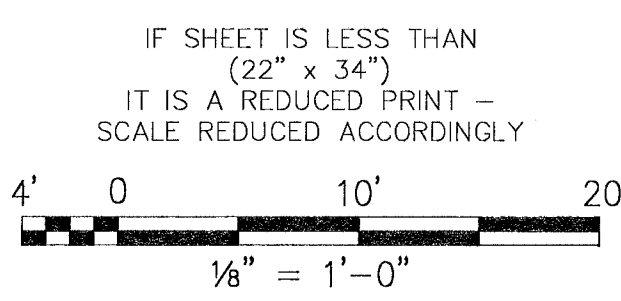 IF SHEET IS LESS THAN
(22" x 34")
IT IS A REDUCED PRINT –
SCALE REDUCED ACCORDINGLY
4' 0 10' 20
⅛" = 1'-0"